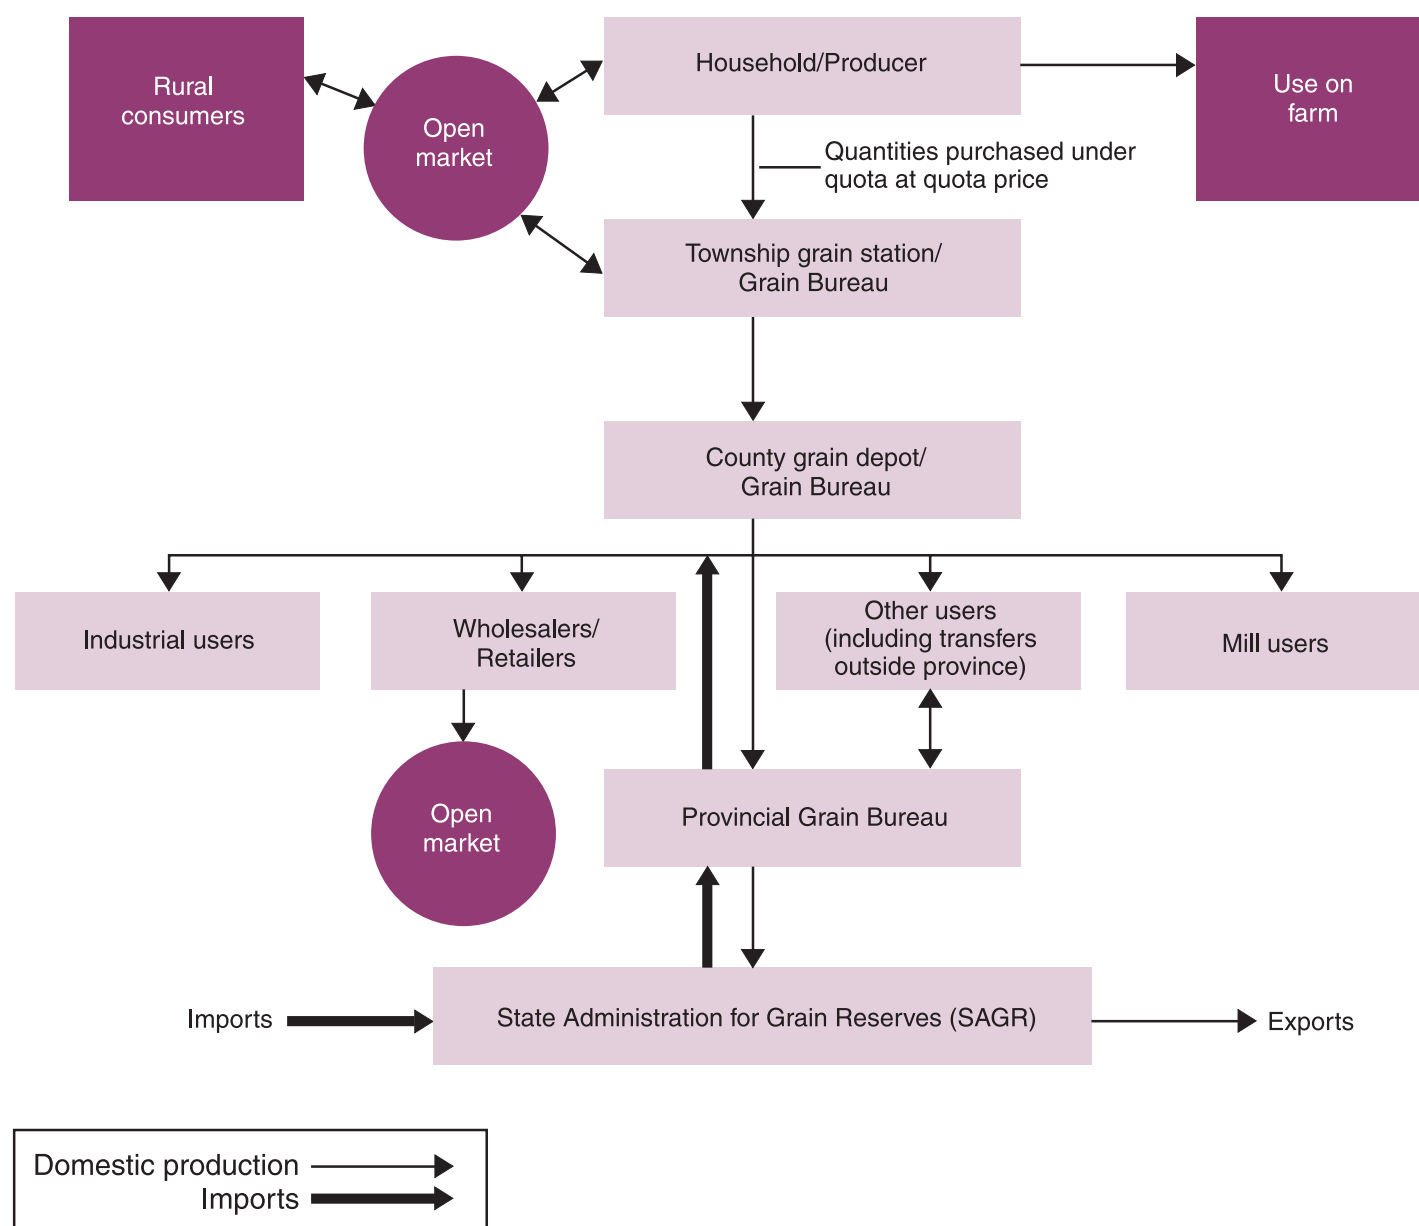 Rural
consumers
Open
market
Household/Producer
Use on
farm
Quantities purchased under
quota at quota price
Township grain station/
Grain Bureau
County grain depot/
Grain Bureau
Industrial users
Wholesalers/
Retailers
Other users
(including transfers
outside province)
Mill users
Open
market
Provincial Grain Bureau
Imports
State Administration for Grain Reserves (SAGR)
Exports
Domestic production
Imports